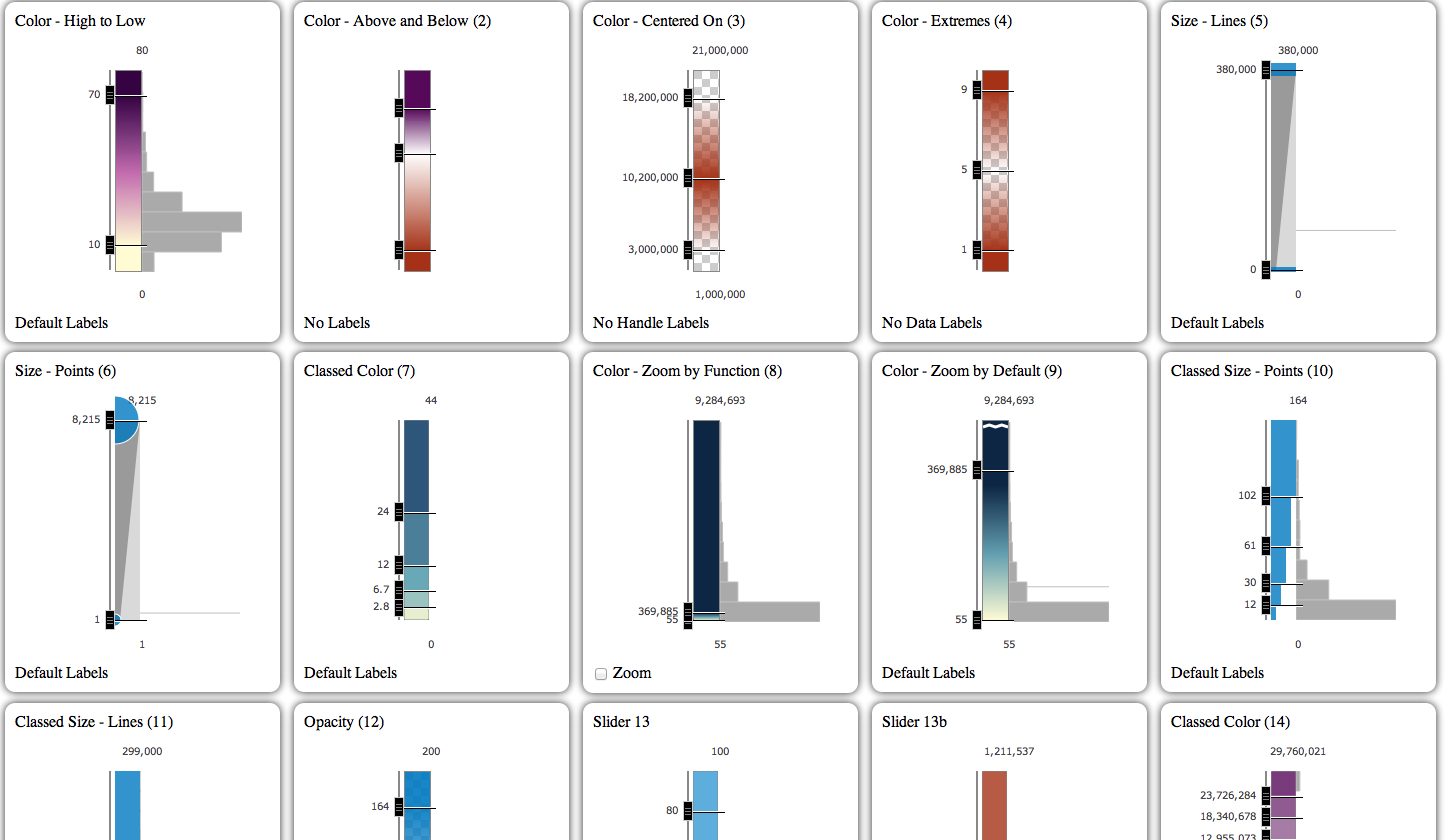 Color - High to Low
80
70
10
0
Default Labels
Color - Above and Below (2)
No Labels
Color - Centered On (3)
21,000,000
18,200,000
10,200,000
3,000,000
1,000,000
No Handle Labels
Color - Extremes (4)
9
5
1
No Data Labels
Size - Lines (5)
380,000
380,000
0
0
Default Labels
Size - Points (6)
8,215
8,215
1
1
Default Labels
Classed Color (7)
44
24
12
6.7
2.8
0
Default Labels
Color - Zoom by Function (8)
9,284,693
369,885
55
55
Zoom
Color - Zoom by Default (9)
9,284,693
369,885
55
55
Default Labels
Classed Size - Points (10)
164
102
61
30
12
0
Default Labels
Classed Size - Lines (11)
299,000
Opacity (12)
200
164
Slider 13
100
80
Slider 13b
1,211,537
Classed Color (14)
29,760,021
23,726,284
18,340,678
12,955,073